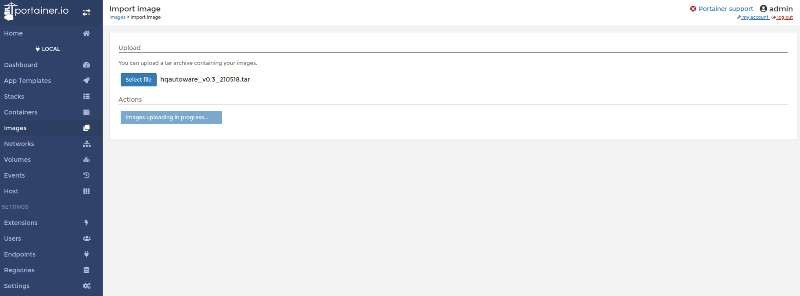 portainer.io
Import image
Images > Import image
Portainer support
admin
my account
log out
Home
LOCAL
Dashboard
App Templates
Stacks
Containers
Images
Networks
Volumes
Events
Host
SETTINGS
Extensions
Users
Endpoints
Registries
Settings
Upload
You can upload a tar archive containing your images.
Select file hqautoware_v0.3_210518.tar
Actions
Images uploading in progress...